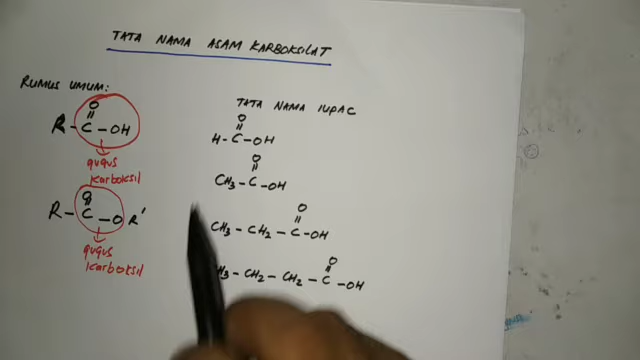 TATA NAMA ASAM KARBOKSILAT
RUMUS UMUM:
O
R - C - OH
gugus
karboksil
O
R - C - O R'
gugus
karboksil
TATA NAMA IUPAC
O
H - C - OH
O
CH3 - C - OH
O
CH3 - CH2 - C - OH
O
H3 - CH2 - CH2 - C - OH